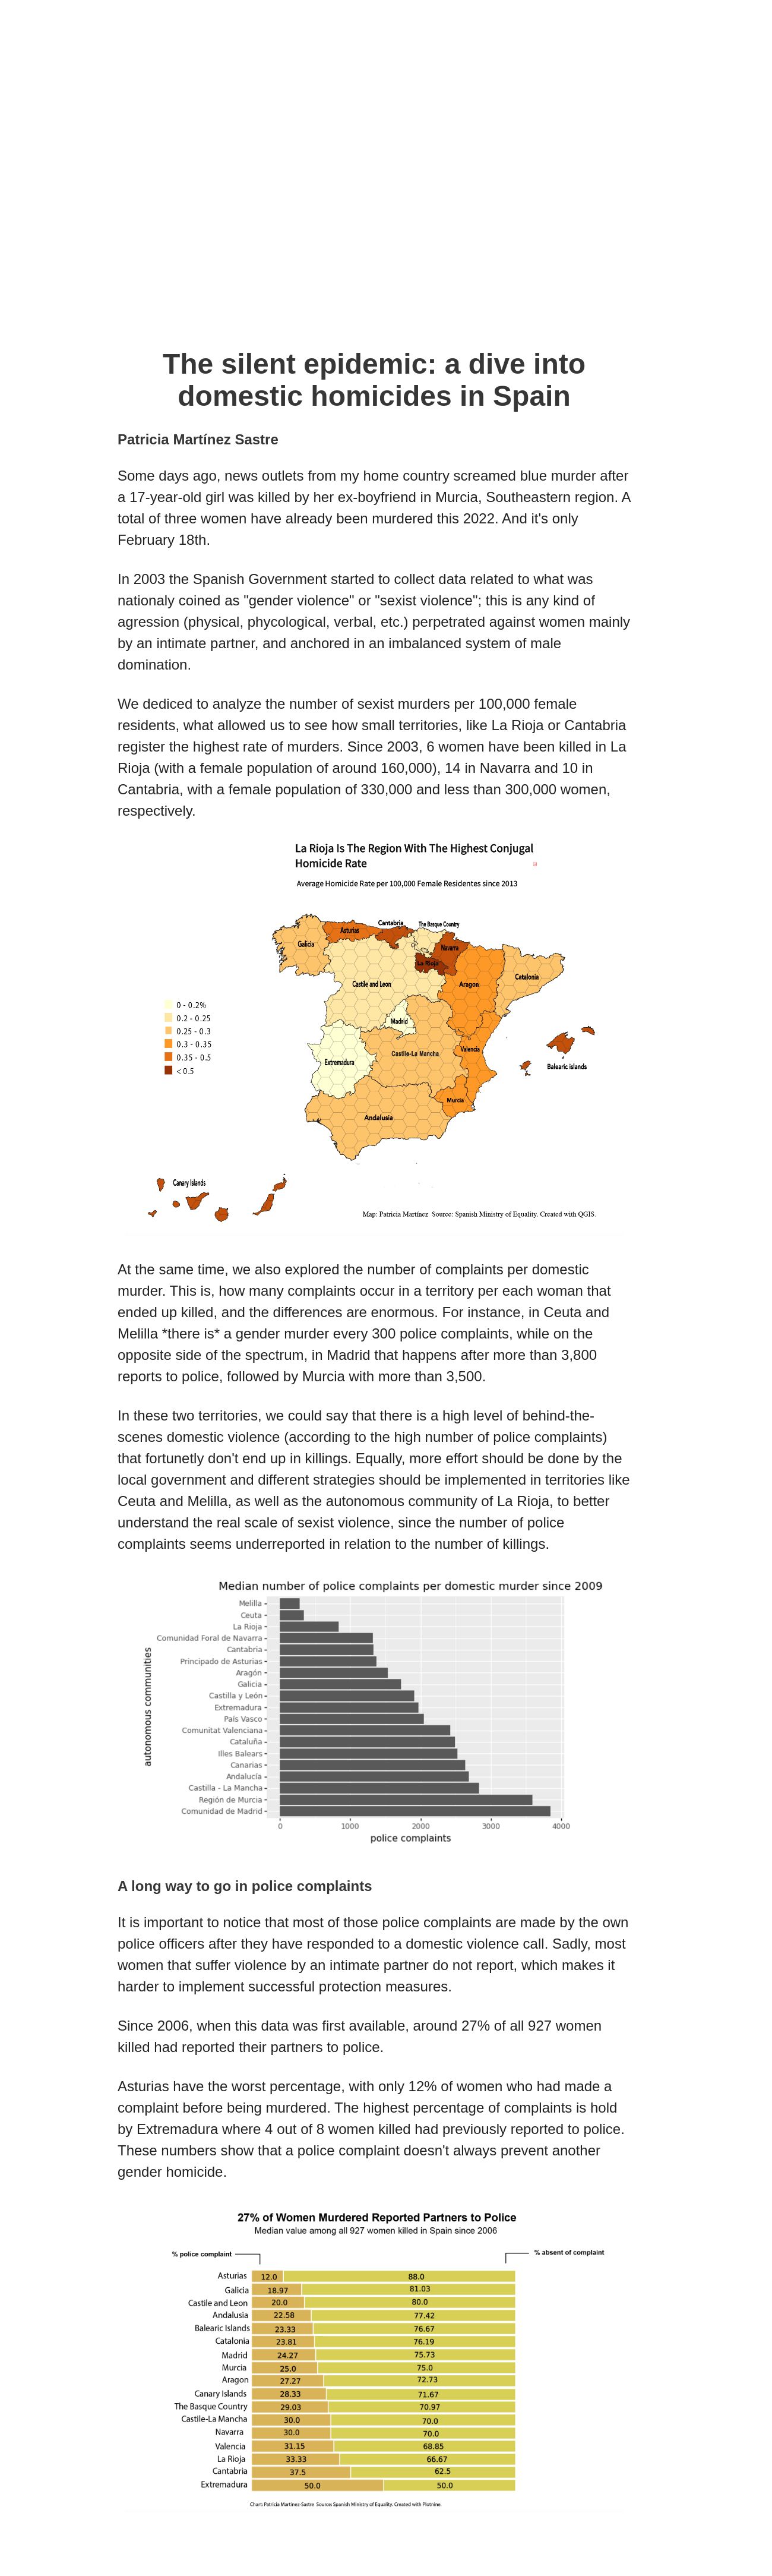 The silent epidemic: a dive into
domestic homicides in Spain
Patricia Martínez Sastre
Some days ago, news outlets from my home country screamed blue murder after
a 17-year-old girl was killed by her ex-boyfriend in Murcia, Southeastern region. A
total of three women have already been murdered this 2022. And it's only
February 18th.
In 2003 the Spanish Government started to collect data related to what was
nationaly coined as "gender violence" or "sexist violence"; this is any kind of
agression (physical, phycological, verbal, etc.) perpetrated against women mainly
by an intimate partner, and anchored in an imbalanced system of male
domination.
We dediced to analyze the number of sexist murders per 100,000 female
residents, what allowed us to see how small territories, like La Rioja or Cantabria
register the highest rate of murders. Since 2003, 6 women have been killed in La
Rioja (with a female population of around 160,000), 14 in Navarra and 10 in
Cantabria, with a female population of 330,000 and less than 300,000 women,
respectively.
La Rioja Is The Region With The Highest Conjugal
Homicide Rate
Average Homicide Rate per 100,000 Female Residentes since 2013
Cantabria
The Basque Country
Asturias
Galicia
Navarra
La Rioja
Catalonia
Castile and Leon
Aragon
0 - 0.2%
0.2 - 0.25
0.25 - 0.3
0.3 - 0.35
0.35 - 0.5
< 0.5
Madrid
Castile-La Mancha
Valencia
Extremadura
Balearic islands
Murcia
Andalusia
Canary Islands
Map: Patricia Martínez Source: Spanish Ministry of Equality. Created with QGIS.
At the same time, we also explored the number of complaints per domestic
murder. This is, how many complaints occur in a territory per each woman that
ended up killed, and the differences are enormous. For instance, in Ceuta and
Melilla *there is* a gender murder every 300 police complaints, while on the
opposite side of the spectrum, in Madrid that happens after more than 3,800
reports to police, followed by Murcia with more than 3,500.
In these two territories, we could say that there is a high level of behind-the-
scenes domestic violence (according to the high number of police complaints)
that fortunetly don't end up in killings. Equally, more effort should be done by the
local government and different strategies should be implemented in territories like
Ceuta and Melilla, as well as the autonomous community of La Rioja, to better
understand the real scale of sexist violence, since the number of police
complaints seems underreported in relation to the number of killings.
Median number of police complaints per domestic murder since 2009
autonomous communities
Melilla
Ceuta
La Rioja
Comunidad Foral de Navarra
Cantabria
Principado de Asturias
Aragón
Galicia
Castilla y León
Extremadura
País Vasco
Comunitat Valenciana
Cataluña
Illes Balears
Canarias
Andalucía
Castilla - La Mancha
Región de Murcia
Comunidad de Madrid
0 1000 2000 3000 4000
police complaints
A long way to go in police complaints
It is important to notice that most of those police complaints are made by the own
police officers after they have responded to a domestic violence call. Sadly, most
women that suffer violence by an intimate partner do not report, which makes it
harder to implement successful protection measures.
Since 2006, when this data was first available, around 27% of all 927 women
killed had reported their partners to police.
Asturias have the worst percentage, with only 12% of women who had made a
complaint before being murdered. The highest percentage of complaints is hold
by Extremadura where 4 out of 8 women killed had previously reported to police.
These numbers show that a police complaint doesn't always prevent another
gender homicide.
27% of Women Murdered Reported Partners to Police
Median value among all 927 women killed in Spain since 2006
% police complaint % absent of complaint
Asturias 12.0 88.0
Galicia 18.97 81.03
Castile and Leon 20.0 80.0
Andalusia 22.58 77.42
Balearic Islands 23.33 76.67
Catalonia 23.81 76.19
Madrid 24.27 75.73
Murcia 25.0 75.0
Aragon 27.27 72.73
Canary Islands 28.33 71.67
The Basque Country 29.03 70.97
Castile-La Mancha 30.0 70.0
Navarra 30.0 70.0
Valencia 31.15 68.85
La Rioja 33.33 66.67
Cantabria 37.5 62.5
Extremadura 50.0 50.0
Chart: Patricia Martinez-Sastre Source: Spanish Ministry of Equality. Created with Plotnine.